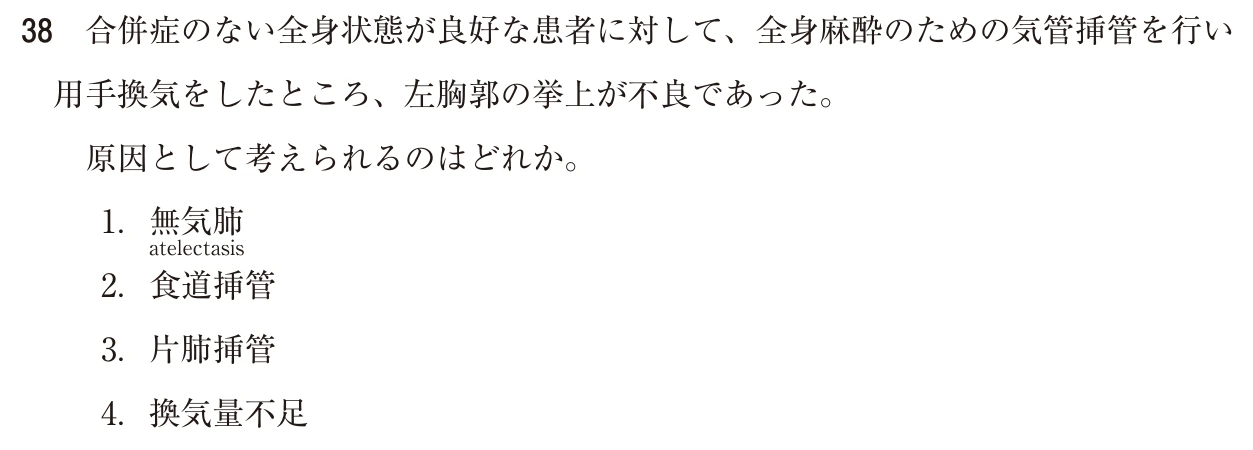 38 合併症のない全身状態が良好な患者に対して、全身麻酔のための気管挿管を行い
用手換気をしたところ、左胸郭の挙上が不良であった。
原因として考えられるのはどれか。
1. 無気肺
atelectasis
2. 食道挿管
3. 片肺挿管
4. 換気量不足